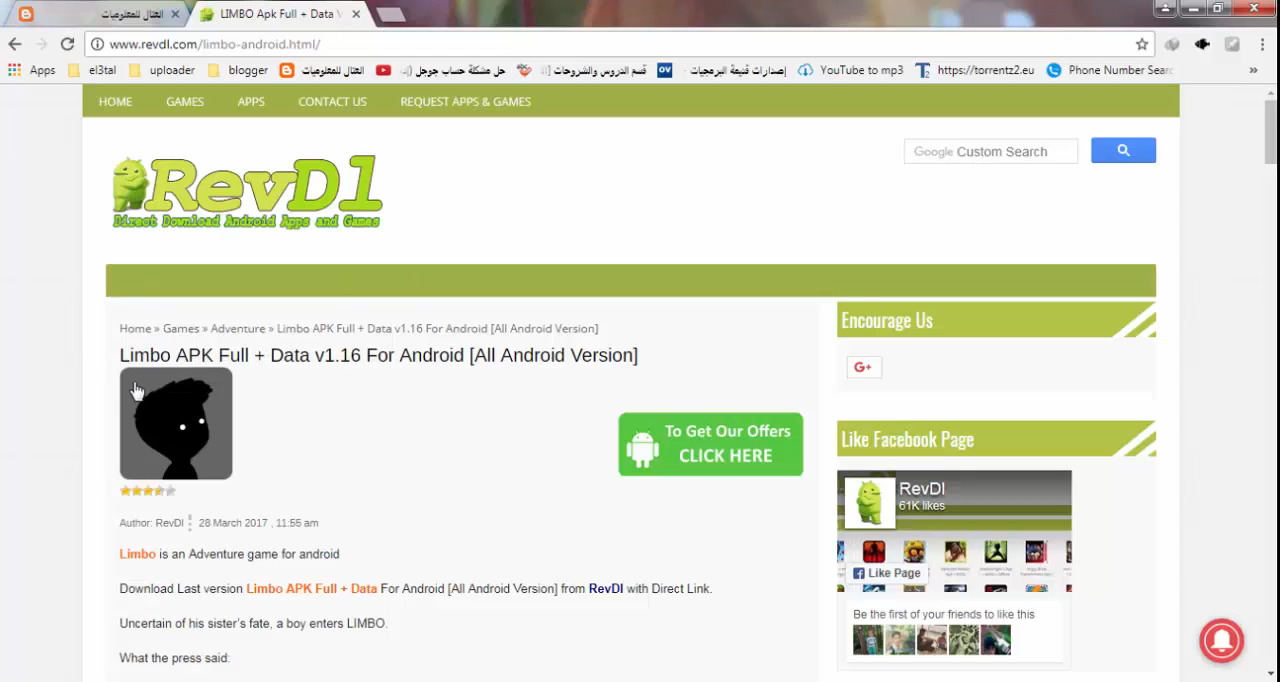 القتال للمعلوميات
LIMBO Apk Full + Data V
www.revdl.com/limbo-android.html/
Apps el3tal uploader blogger القتال للمعلوميات حل مشكلة حساب جوجل قسم الدروس والشروحات إصدارات قنيعة البرمجيات YouTube to mp3 https://torrentz2.eu Phone Number Searc
HOME GAMES APPS CONTACT US REQUEST APPS & GAMES
Google Custom Search
RevDl
Direct Download Android Apps and Games
Home » Games » Adventure » Limbo APK Full + Data v1.16 For Android [All Android Version]
Limbo APK Full + Data v1.16 For Android [All Android Version]
To Get Our Offers
CLICK HERE
Author: RevDl 28 March 2017 , 11:55 am
Limbo is an Adventure game for android
Download Last version Limbo APK Full + Data For Android [All Android Version] from RevDl with Direct Link.
Uncertain of his sister's fate, a boy enters LIMBO.
What the press said:
Encourage Us
G+
Like Facebook Page
RevDl
61K likes
Like Page
Be the first of your friends to like this